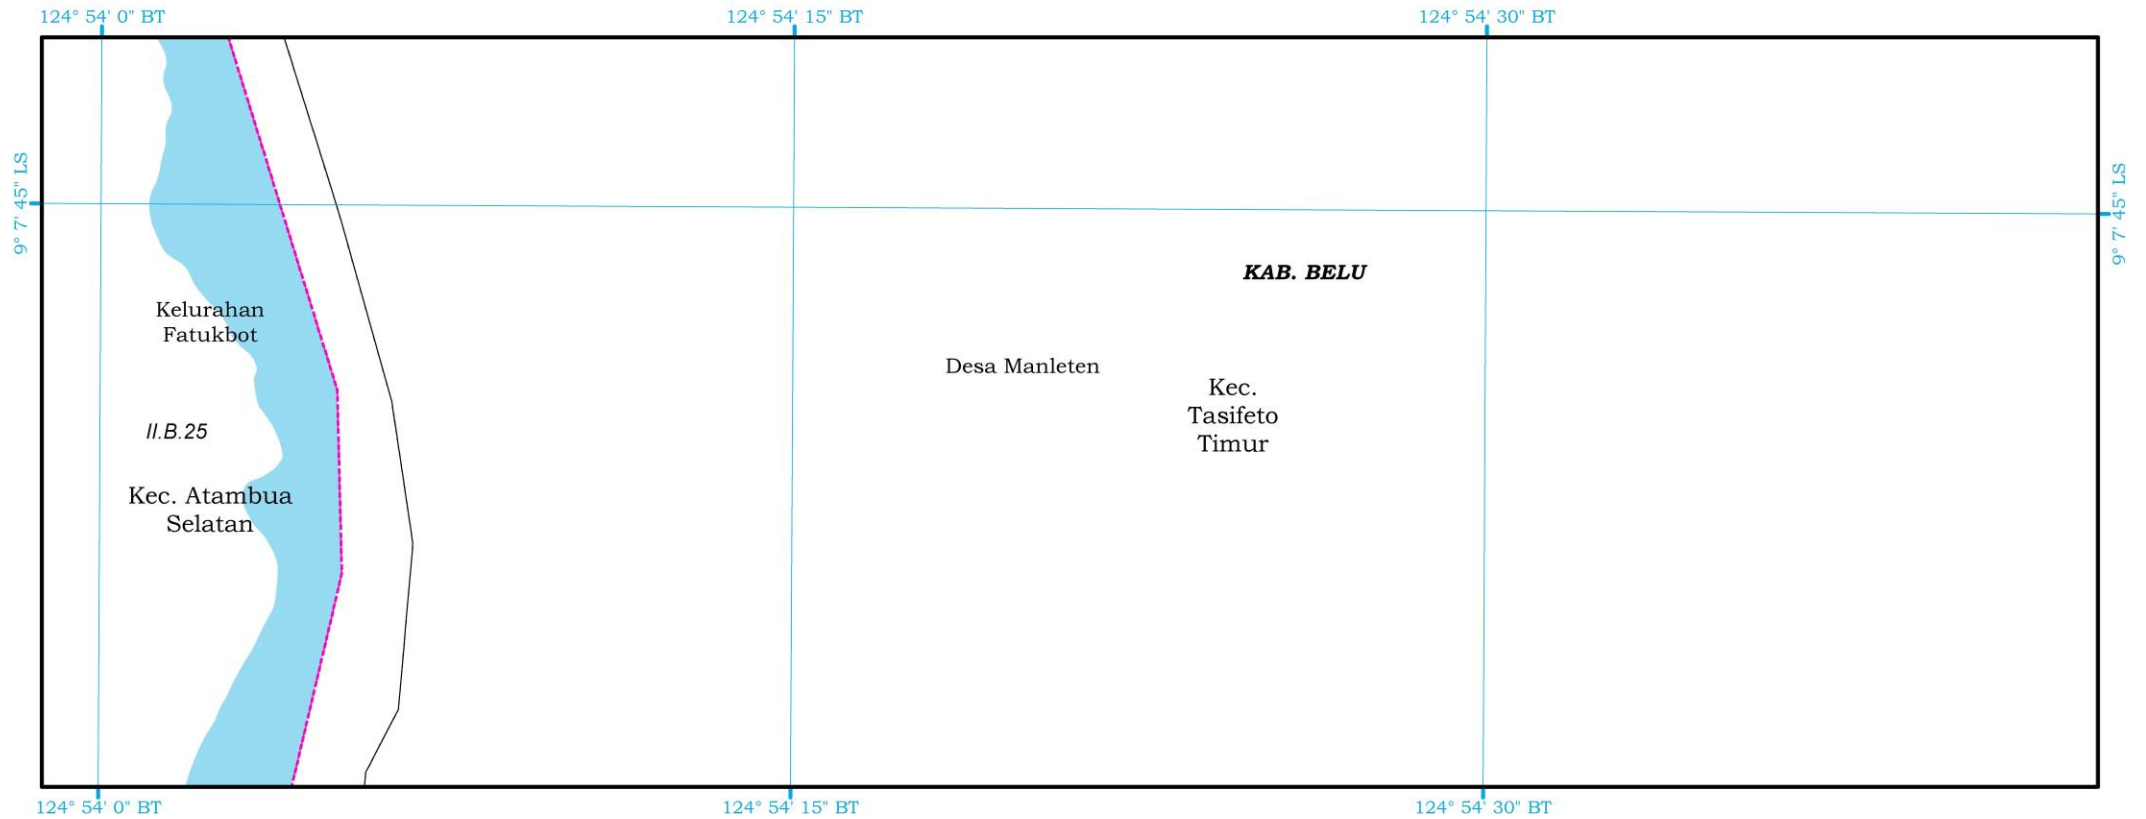 124° 54' 0" BT
124° 54' 15" BT
124° 54' 30" BT
9° 7' 45" LS
9° 7' 45" LS
KAB. BELU
Kelurahan
Fatukbot
Desa Manleten
Kec.
Tasifeto
Timur
II.B.25
Kec. Atambua
Selatan
124° 54' 0" BT
124° 54' 15" BT
124° 54' 30" BT